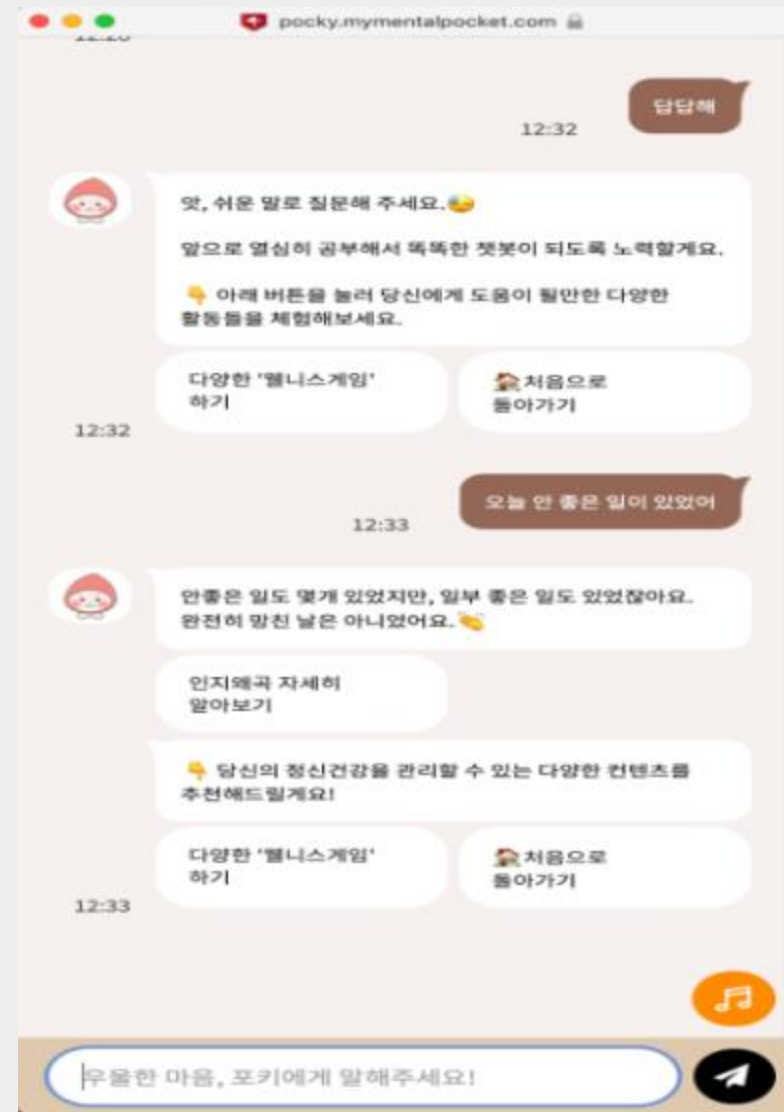 pocky.mymentalpocket.com
답답해
12:32
앗, 쉬운 말로 질문해 주세요.😓
앞으로 열심히 공부해서 똑똑한 챗봇이 되도록 노력할게요.
👇 아래 버튼을 눌러 당신에게 도움이 될만한 다양한
활동들을 체험해보세요.
다양한 '웰니스게임'
하기
🏠처음으로
돌아가기
12:32
오늘 안 좋은 일이 있었어
12:33
안좋은 일도 몇개 있었지만, 일부 좋은 일도 있었잖아요.
완전히 망친 날은 아니었어요.👏
인지왜곡 자세히
알아보기
👇 당신의 정신건강을 관리할 수 있는 다양한 컨텐츠를
추천해드릴게요!
다양한 '웰니스게임'
하기
🏠처음으로
돌아가기
12:33
우울한 마음, 포키에게 말해주세요!